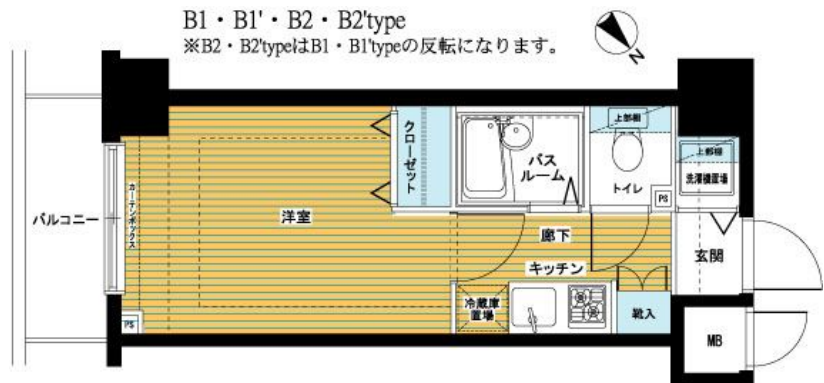 B1・B1'・B2・B2'type
※B2・B2'typeはB1・B1'typeの反転になります。
N
上部棚
クローゼット
バス
ルーム
トイレ
PS
上部棚
洗濯機置場
バルコニー
カーテンボックス
洋室
廊下
キッチン
玄関
冷蔵庫
置場
靴入
PS
MB